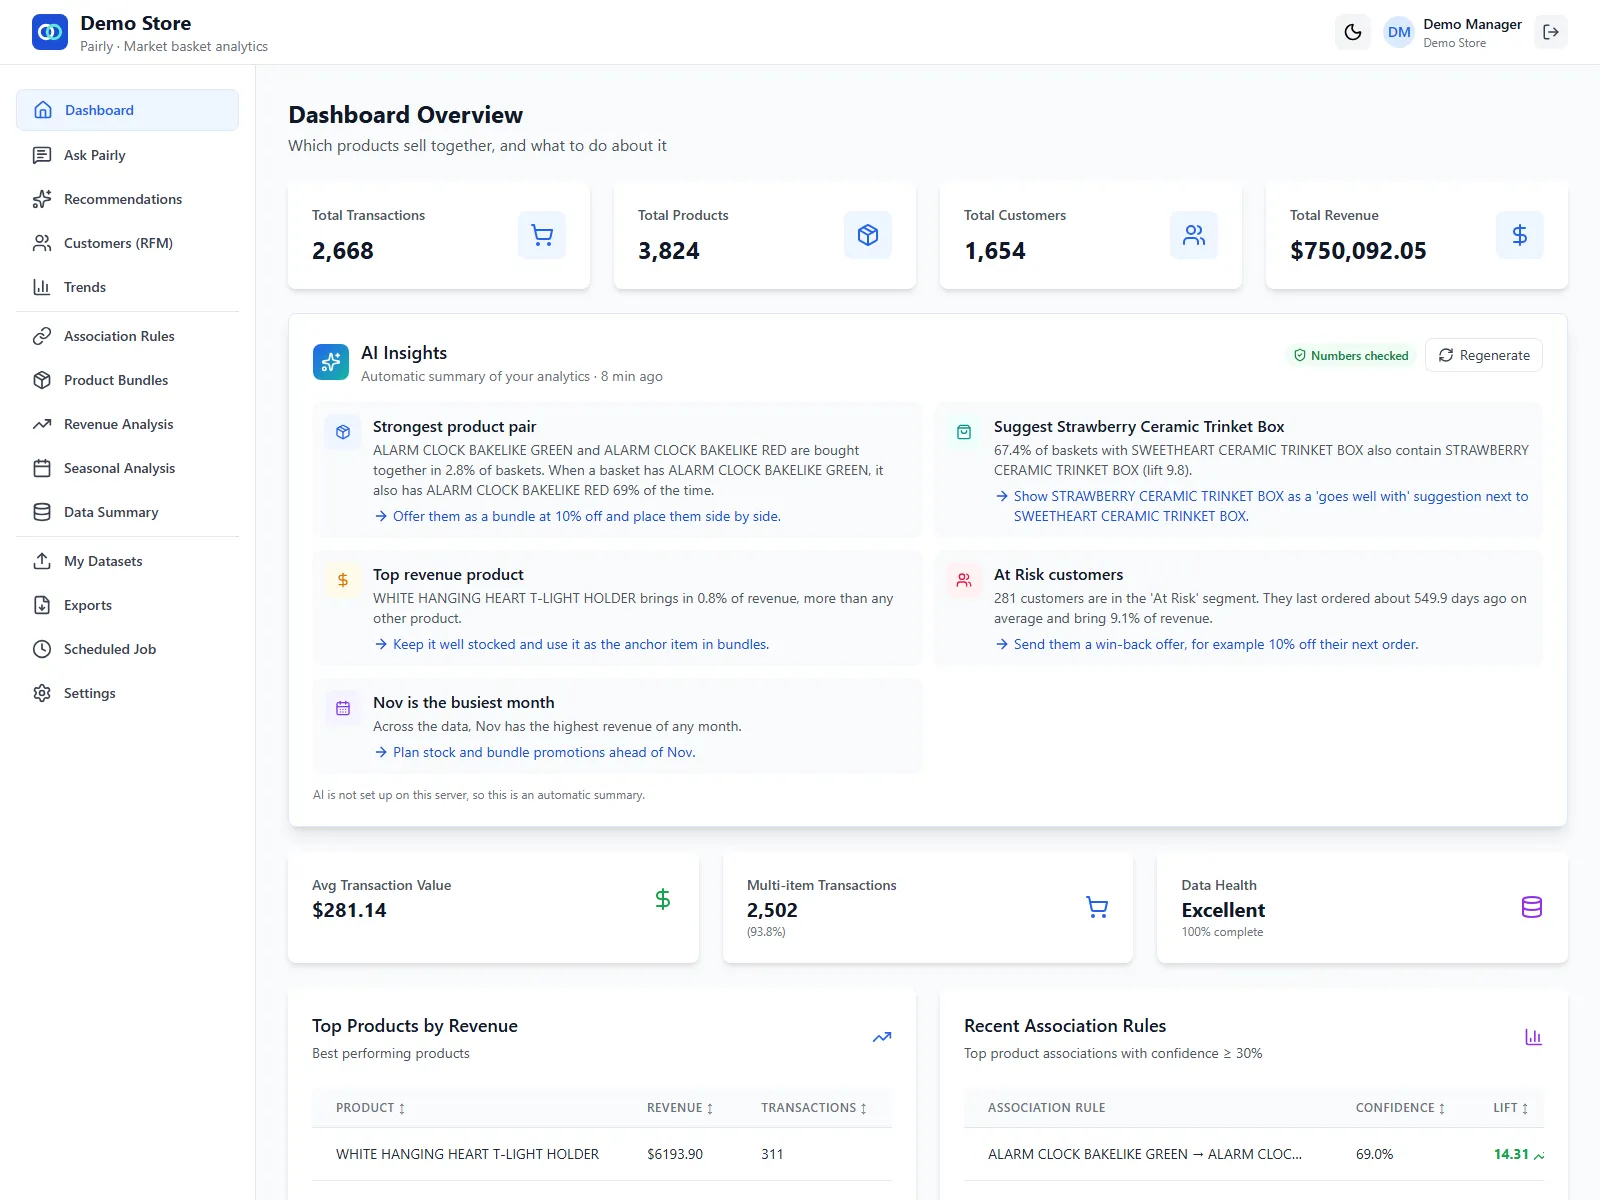 Demo Store
Pairly · Market basket analytics
DM
Demo Manager
Demo Store
Dashboard
Ask Pairly
Recommendations
Customers (RFM)
Trends
Association Rules
Product Bundles
Revenue Analysis
Seasonal Analysis
Data Summary
My Datasets
Exports
Scheduled Job
Settings
Dashboard Overview
Which products sell together, and what to do about it
Total Transactions
2,668
Total Products
3,824
Total Customers
1,654
Total Revenue
$750,092.05
AI Insights
Automatic summary of your analytics · 8 min ago
Numbers checked
Regenerate
Strongest product pair
ALARM CLOCK BAKELIKE GREEN and ALARM CLOCK BAKELIKE RED are bought
together in 2.8% of baskets. When a basket has ALARM CLOCK BAKELIKE GREEN, it
also has ALARM CLOCK BAKELIKE RED 69% of the time.
→ Offer them as a bundle at 10% off and place them side by side.
Suggest Strawberry Ceramic Trinket Box
67.4% of baskets with SWEETHEART CERAMIC TRINKET BOX also contain STRAWBERRY
CERAMIC TRINKET BOX (lift 9.8).
→ Show STRAWBERRY CERAMIC TRINKET BOX as a 'goes well with' suggestion next to
SWEETHEART CERAMIC TRINKET BOX.
Top revenue product
WHITE HANGING HEART T-LIGHT HOLDER brings in 0.8% of revenue, more than any
other product.
→ Keep it well stocked and use it as the anchor item in bundles.
At Risk customers
281 customers are in the 'At Risk' segment. They last ordered about 549.9 days ago on
average and bring 9.1% of revenue.
→ Send them a win-back offer, for example 10% off their next order.
Nov is the busiest month
Across the data, Nov has the highest revenue of any month.
→ Plan stock and bundle promotions ahead of Nov.
AI is not set up on this server, so this is an automatic summary.
Avg Transaction Value
$281.14
Multi-item Transactions
2,502
(93.8%)
Data Health
Excellent
100% complete
Top Products by Revenue
Best performing products
PRODUCT ↕ REVENUE ↕ TRANSACTIONS ↕
WHITE HANGING HEART T-LIGHT HOLDER $6193.90 311
Recent Association Rules
Top product associations with confidence ≥ 30%
ASSOCIATION RULE CONFIDENCE ↕ LIFT ↕
ALARM CLOCK BAKELIKE GREEN → ALARM CLOC... 69.0% 14.31